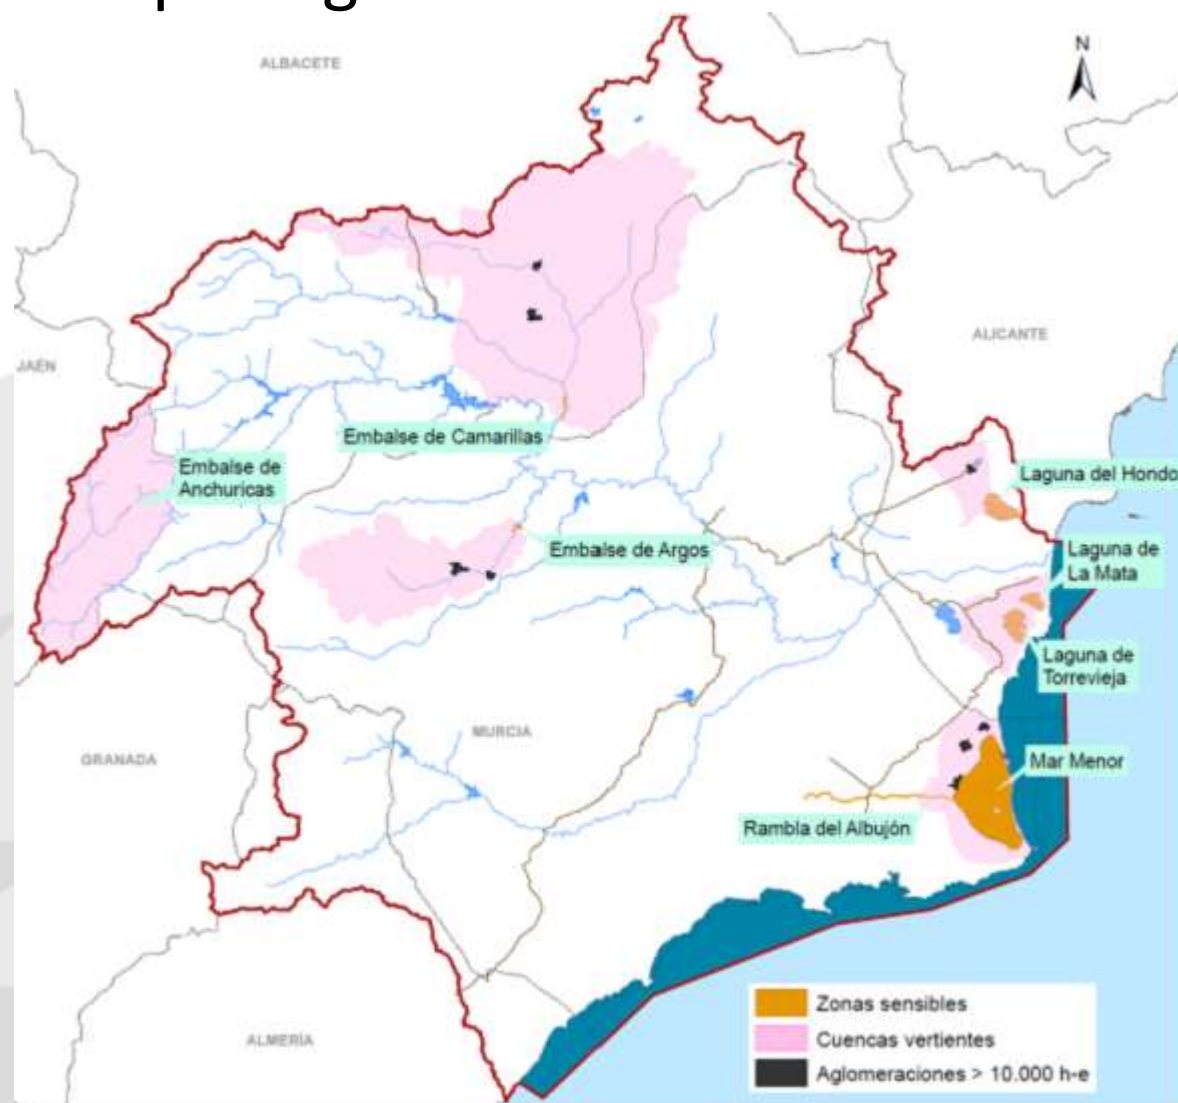 N
ALBACETE
ALICANTE
JAÉN
Embalse de Camarillas
Embalse de
Anchuricas
Laguna del Hondo
Embalse de Argos
Laguna de
La Mata
Laguna de
Torrevieja
MURCIA
GRANADA
Mar Menor
Rambla del Albujón
Zonas sensibles
Cuencas vertientes
Aglomeraciones > 10.000 h-e
ALMERÍA